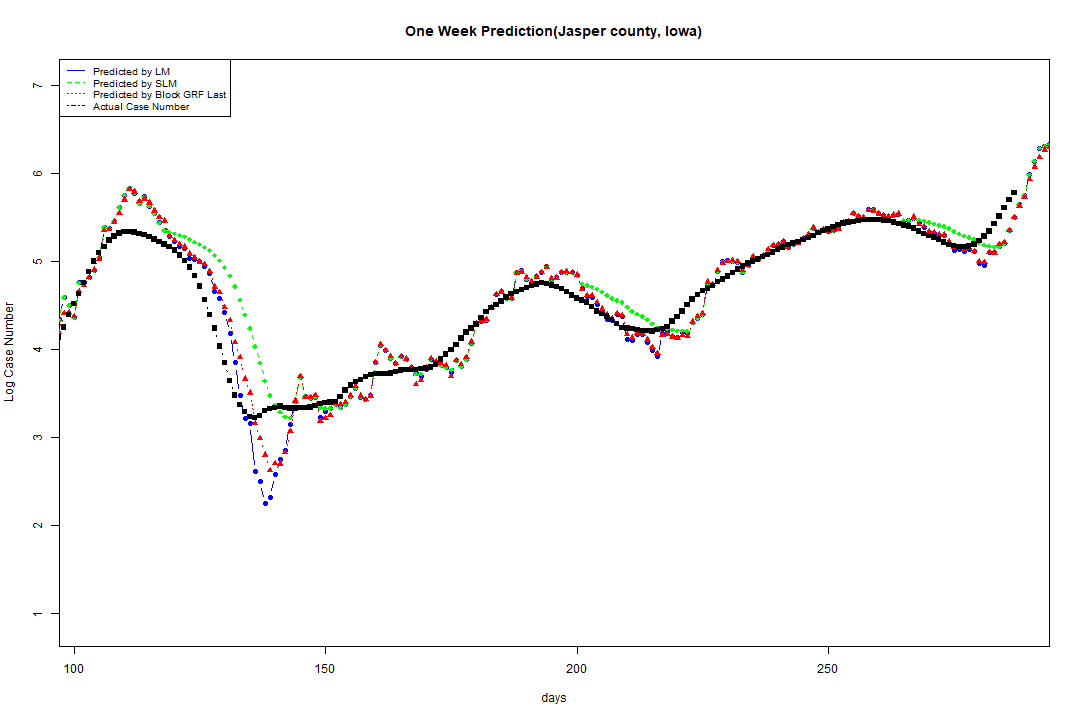 One Week Prediction(Jasper county, Iowa)
Predicted by LM
Predicted by SLM
Predicted by Block GRF Last
Actual Case Number
7
6
5
4
3
2
1
Log Case Number
100 150 200 250
days